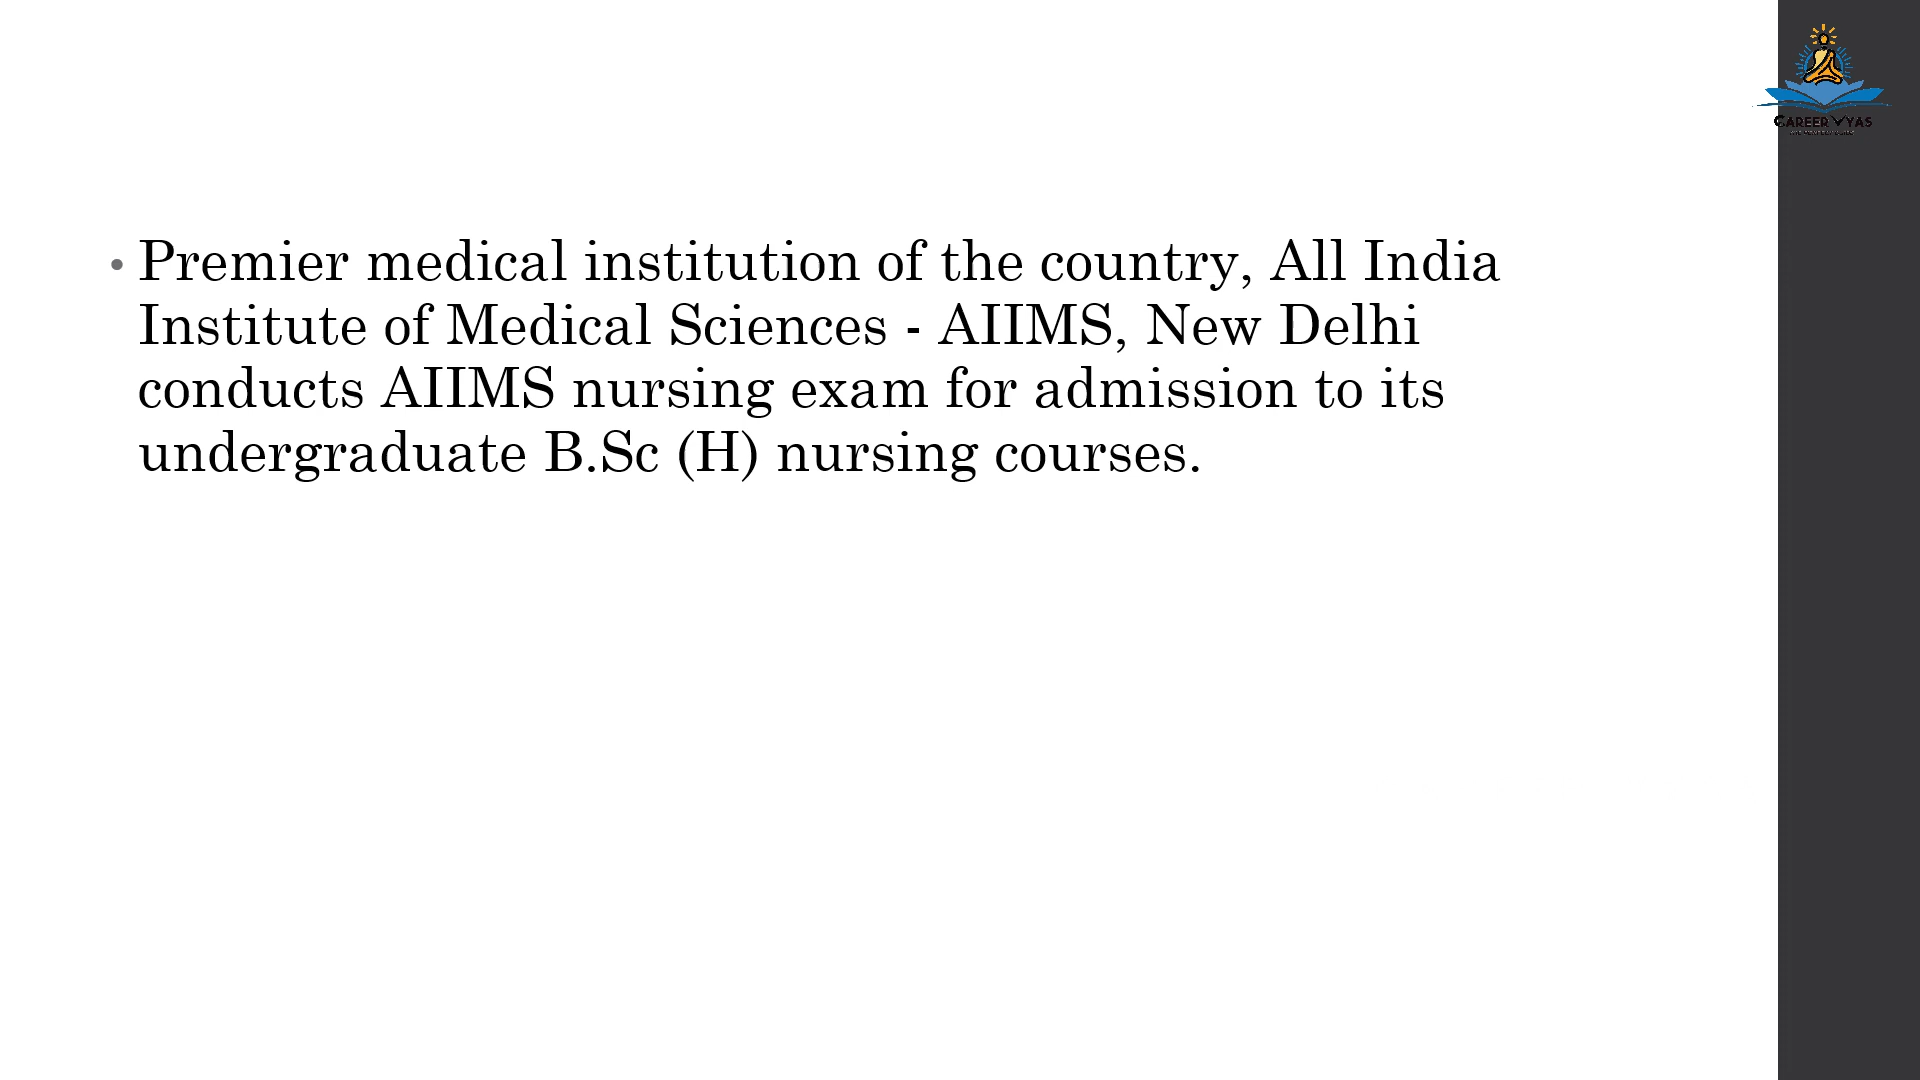 CAREER VYAS
• Premier medical institution of the country, All India
Institute of Medical Sciences - AIIMS, New Delhi
conducts AIIMS nursing exam for admission to its
undergraduate B.Sc (H) nursing courses.